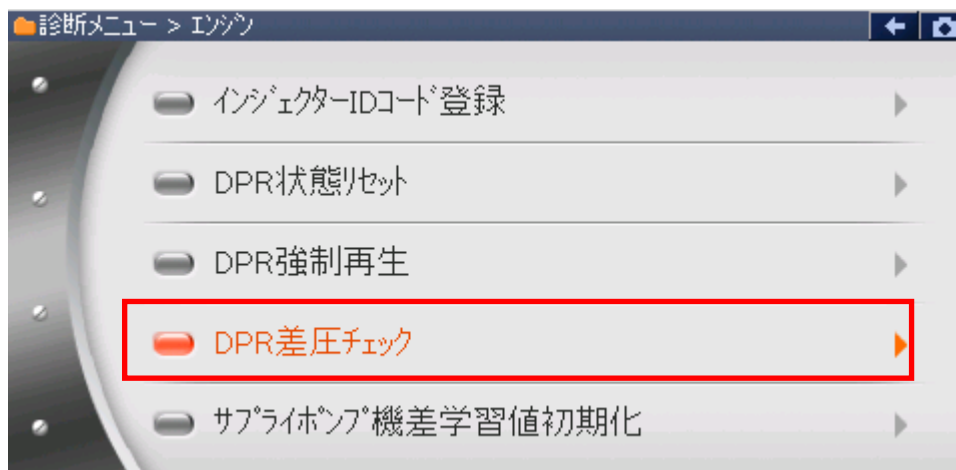 診断メニュー > エンジン
インジェクターIDコード登録
DPR状態リセット
DPR強制再生
DPR差圧チェック
サプライポンプ機差学習値初期化